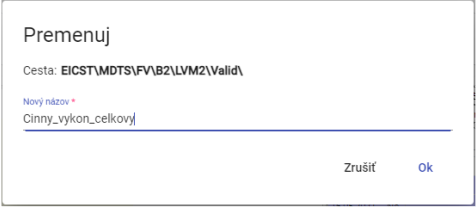 Premenuj
Cesta: EICST\MDTS\FV\B2\LVM2\Valid\
Nový názov *
Cinny_vykon_celkovy
Zrušiť Ok